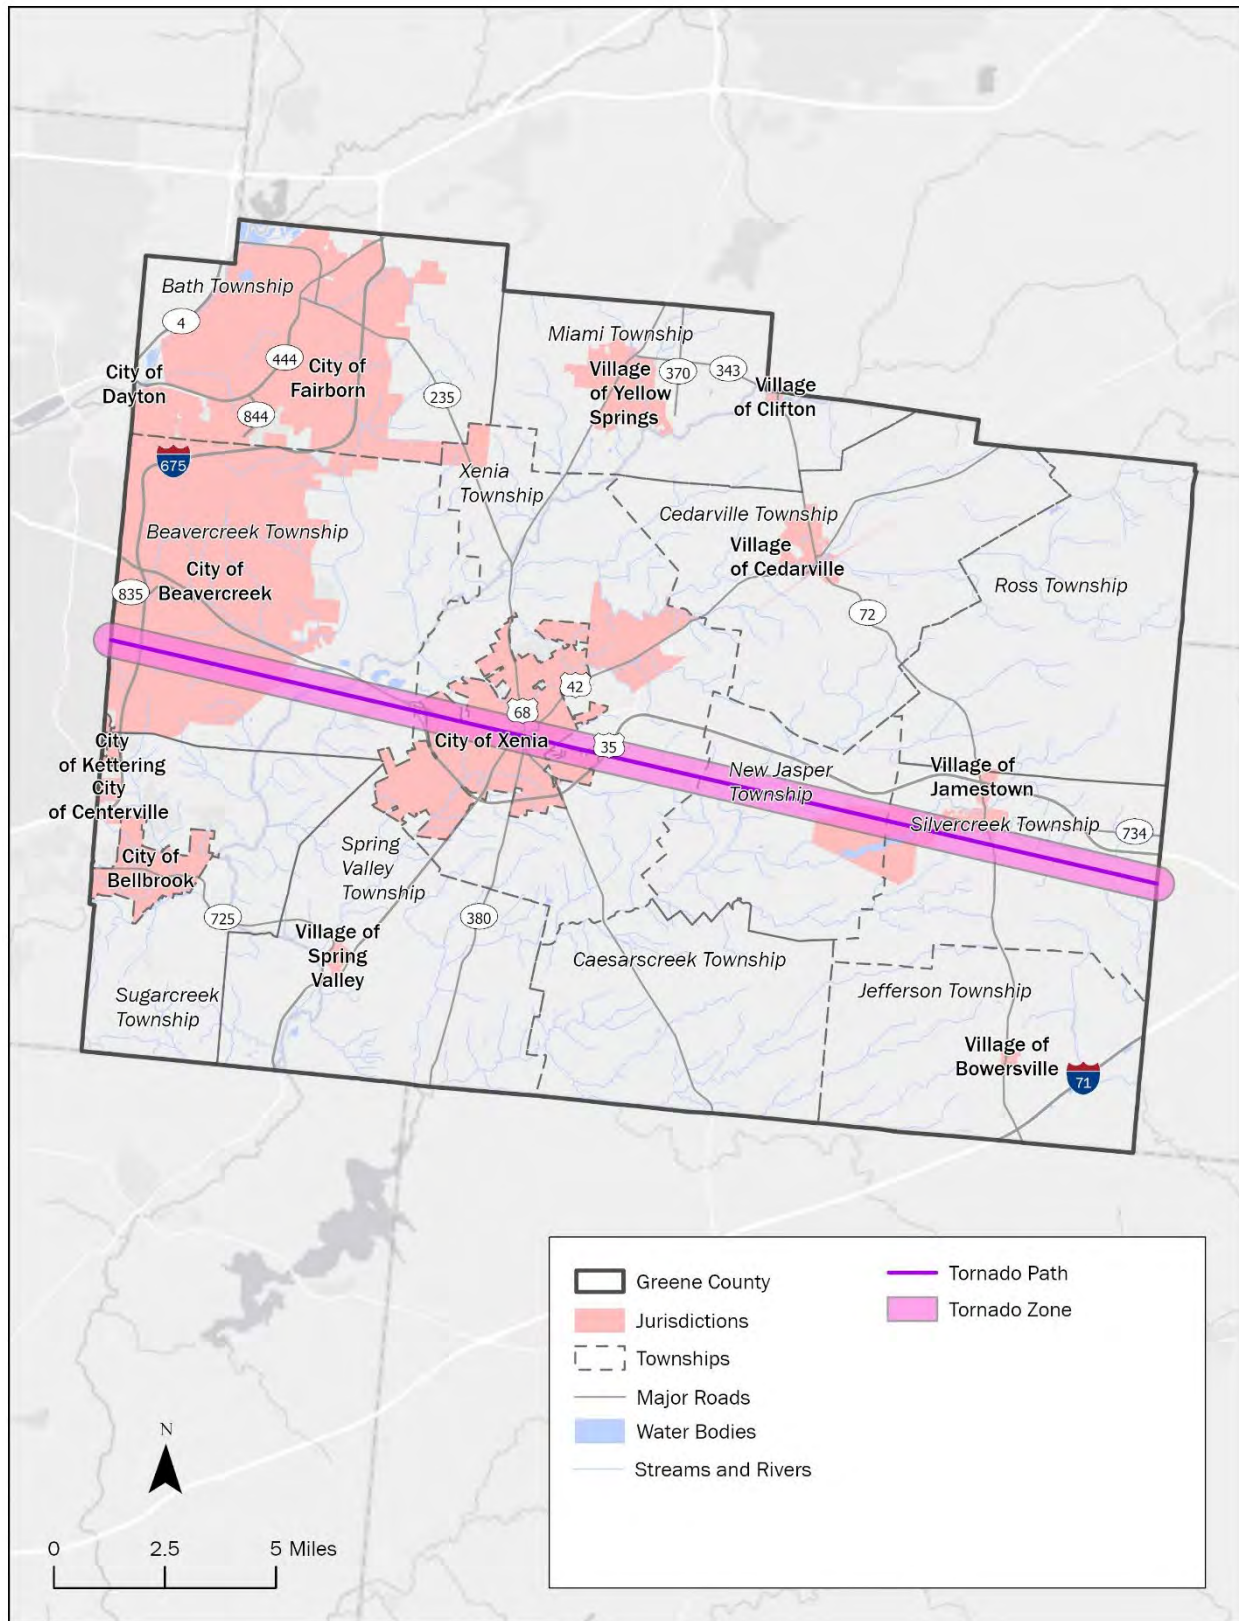 Bath Township
4
City of
Dayton
444
City of
Fairborn
844
235
Miami Township
Village
of Yellow
Springs
370
343
Village
of Clifton
675
Xenia
Township
Beavercreek Township
City of
Beavercreek
835
Cedarville Township
Village
of Cedarville
Ross Township
72
42
68
City of Xenia
35
City
of Kettering
City
of Centerville
New Jasper
Township
Village of
Jamestown
Silvercreek Township
734
City of
Bellbrook
Spring
Valley
Township
725
380
Village of
Spring
Valley
Caesarscreek Township
Jefferson Township
Sugarcreek
Township
Village of
Bowersville
71
Greene County
Jurisdictions
Townships
Major Roads
Water Bodies
Streams and Rivers
Tornado Path
Tornado Zone
N
0 2.5 5 Miles